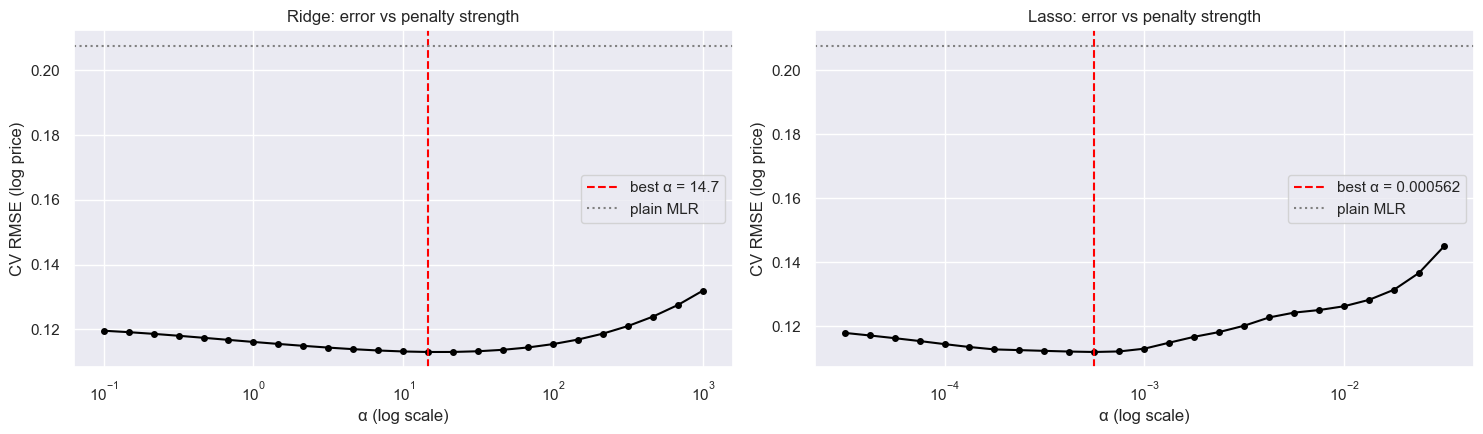 Ridge: error vs penalty strength
CV RMSE (log price)
0.20
0.18
0.16
0.14
0.12
best α = 14.7
plain MLR
10⁻¹
10⁰
10¹
10²
10³
α (log scale)
Lasso: error vs penalty strength
CV RMSE (log price)
0.20
0.18
0.16
0.14
0.12
best α = 0.000562
plain MLR
10⁻⁴
10⁻³
10⁻²
α (log scale)